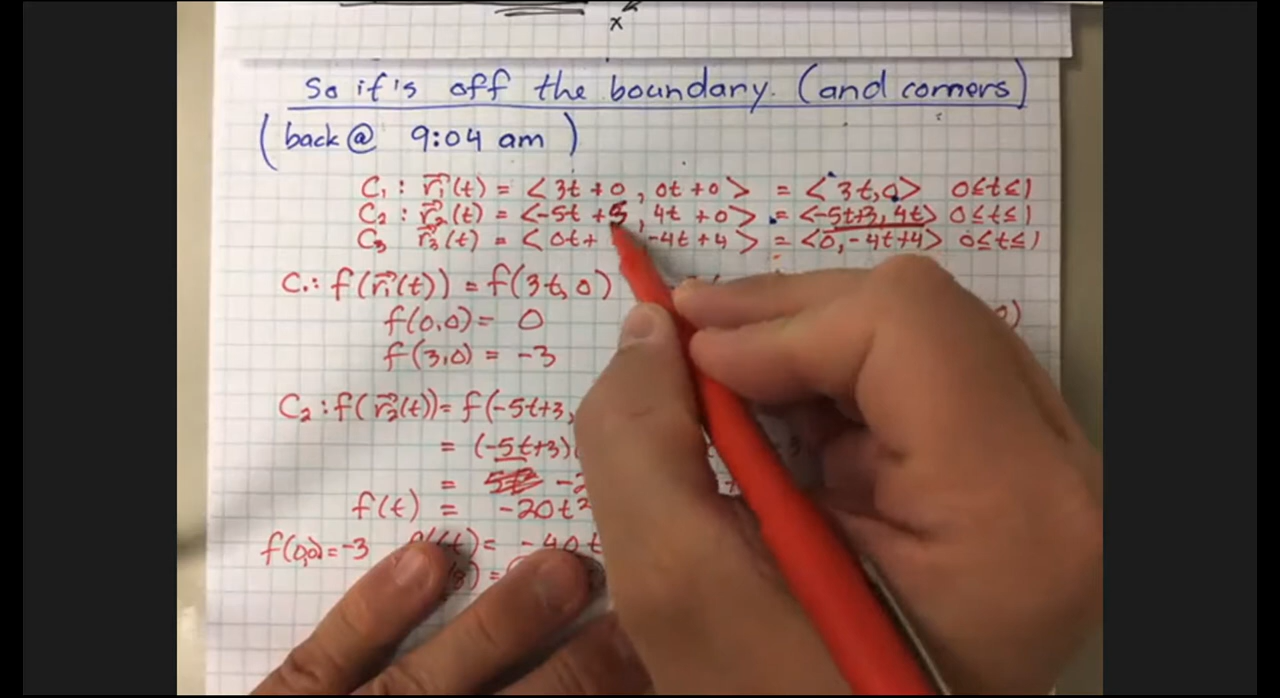 x
So it's off the boundary. (and corners)
(back@ 9:04 am)
C₁ : r⃗₁(t) = <3t+0, 0t+0> = <3t, 0> 0≤t≤1
C₂ : r⃗₂(t) = <-5t+5, 4t+0> = <-5t+3, 4t> 0≤t≤1
C₃ r⃗₃(t) = <0t+ -4t+4> = <0, -4t+4> 0≤t≤1
C₁: f(r⃗₁(t)) = f(3t, 0)
f(0,0) = 0
f(3,0) = -3
C₂: f(r⃗₂(t)) = f(-5t+3,
= (-5t+3)
= -2
f(t) = -20t²
f(0,0)=-3 (t) = -40t